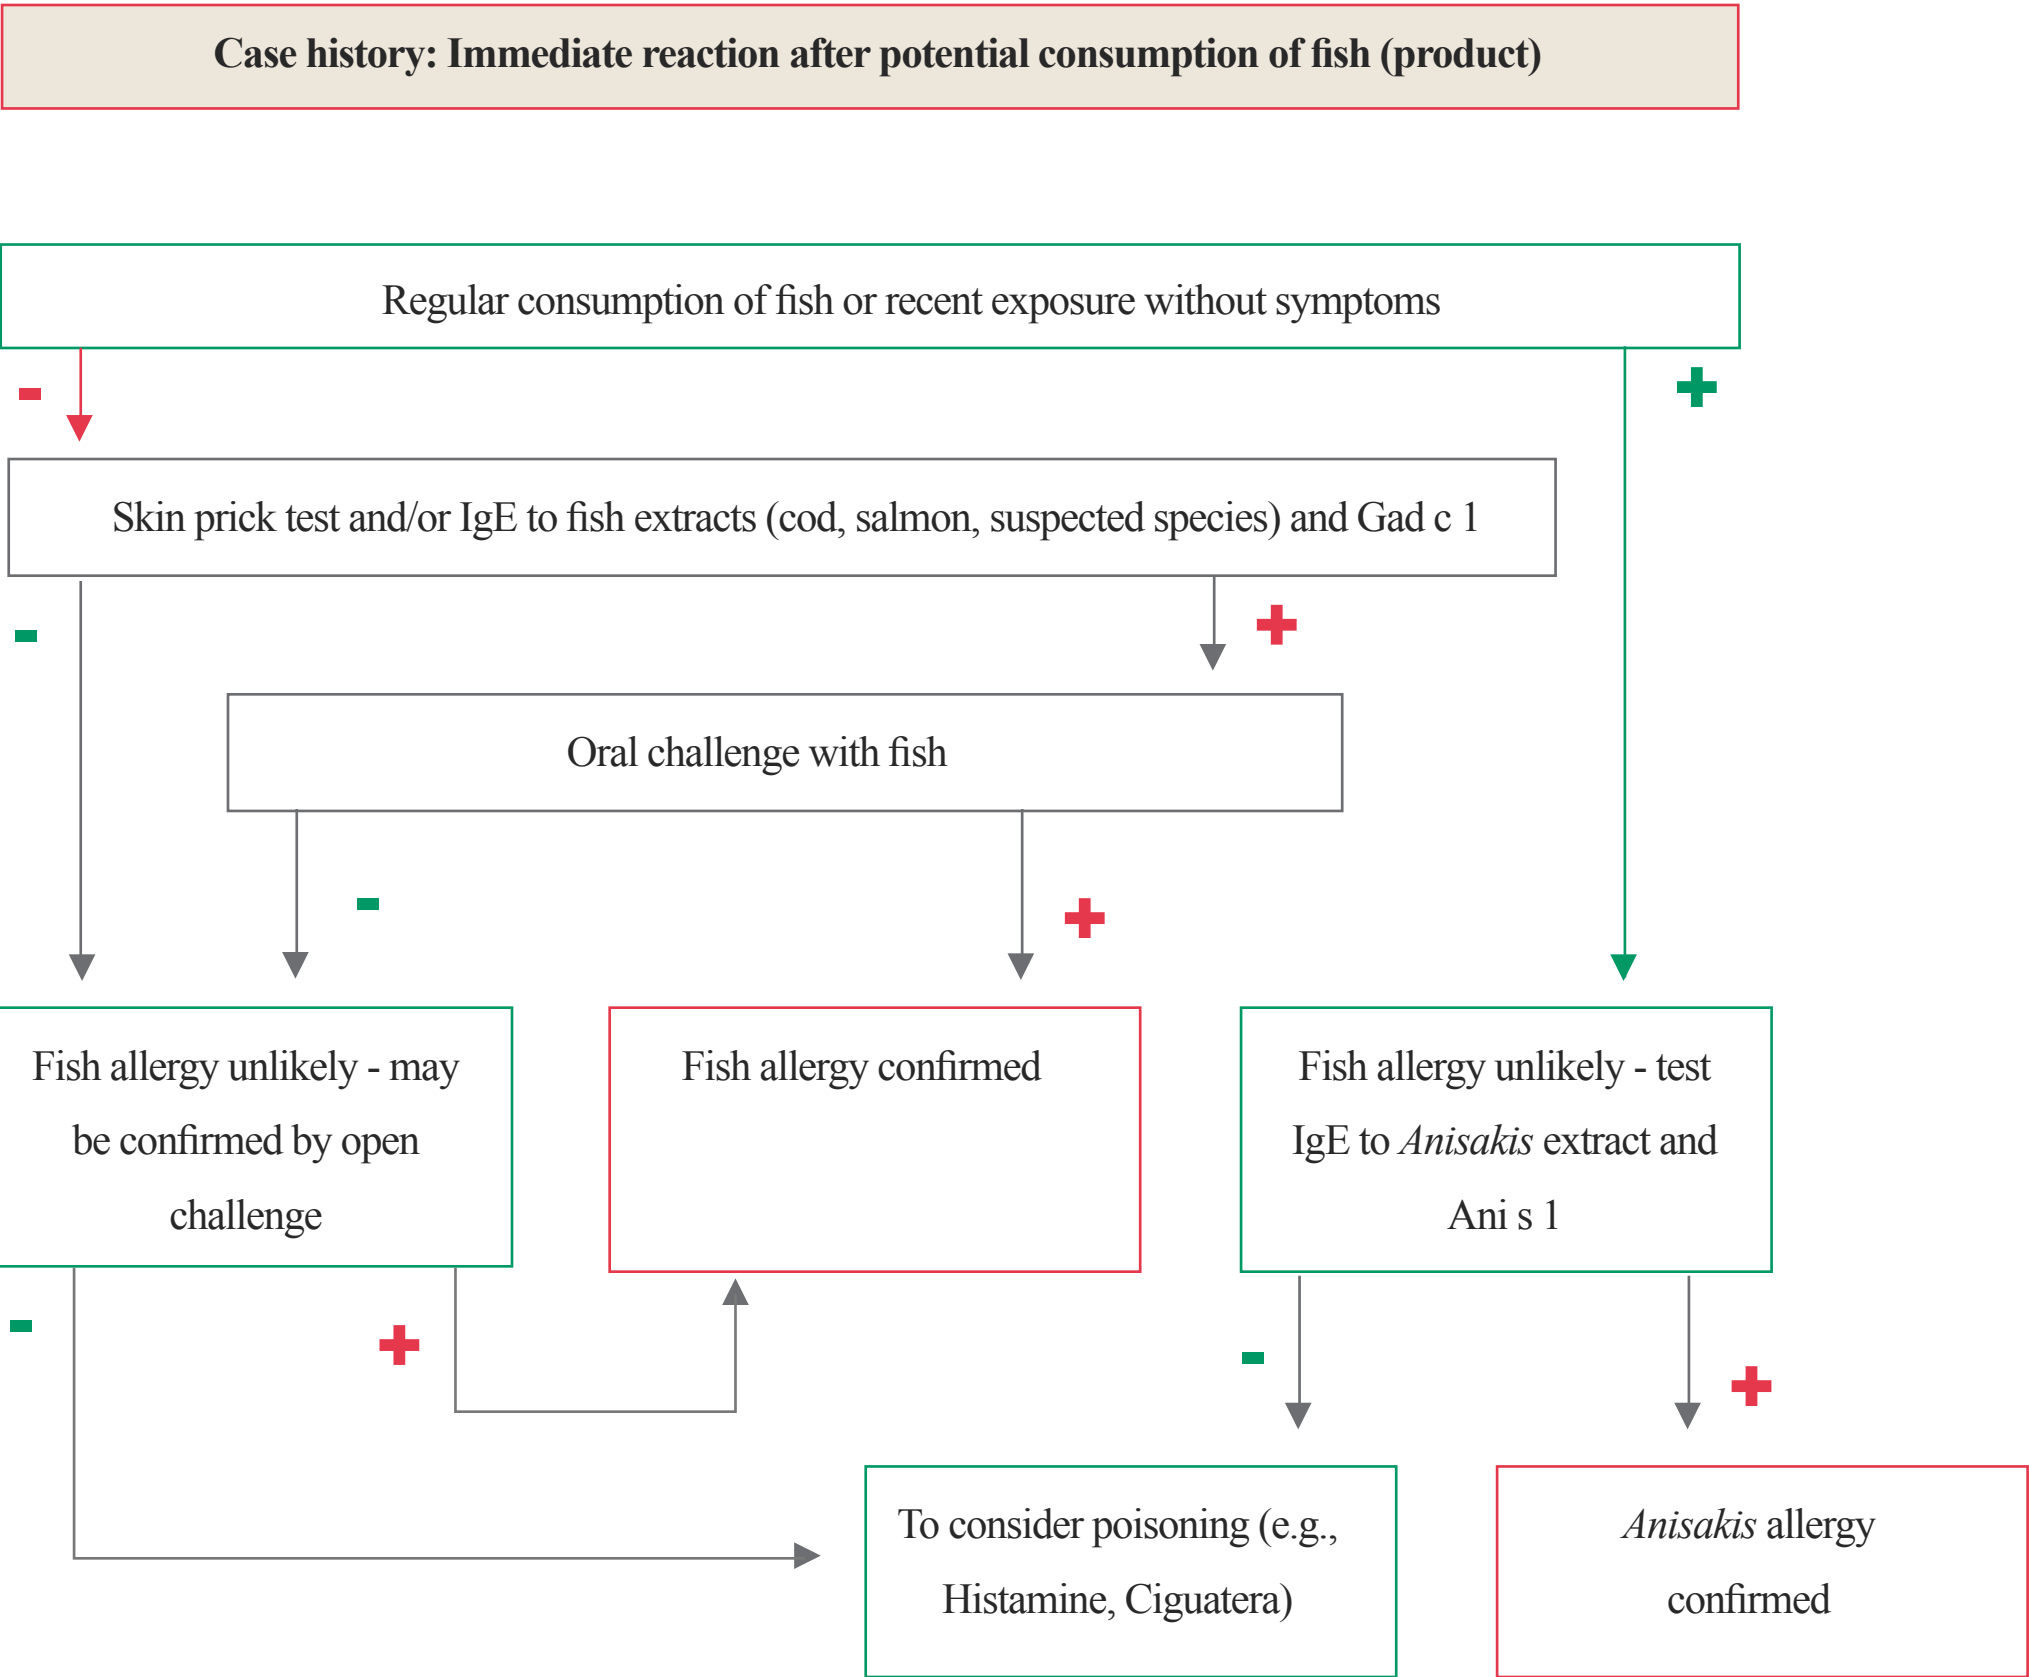 Case history: Immediate reaction after potential consumption of fish (product)
Regular consumption of fish or recent exposure without symptoms
-
+
Skin prick test and/or IgE to fish extracts (cod, salmon, suspected species) and Gad c 1
-
+
Oral challenge with fish
-
+
Fish allergy unlikely - may
be confirmed by open
challenge
Fish allergy confirmed
Fish allergy unlikely - test
IgE to Anisakis extract and
Ani s 1
-
+
-
+
To consider poisoning (e.g.,
Histamine, Ciguatera)
Anisakis allergy
confirmed